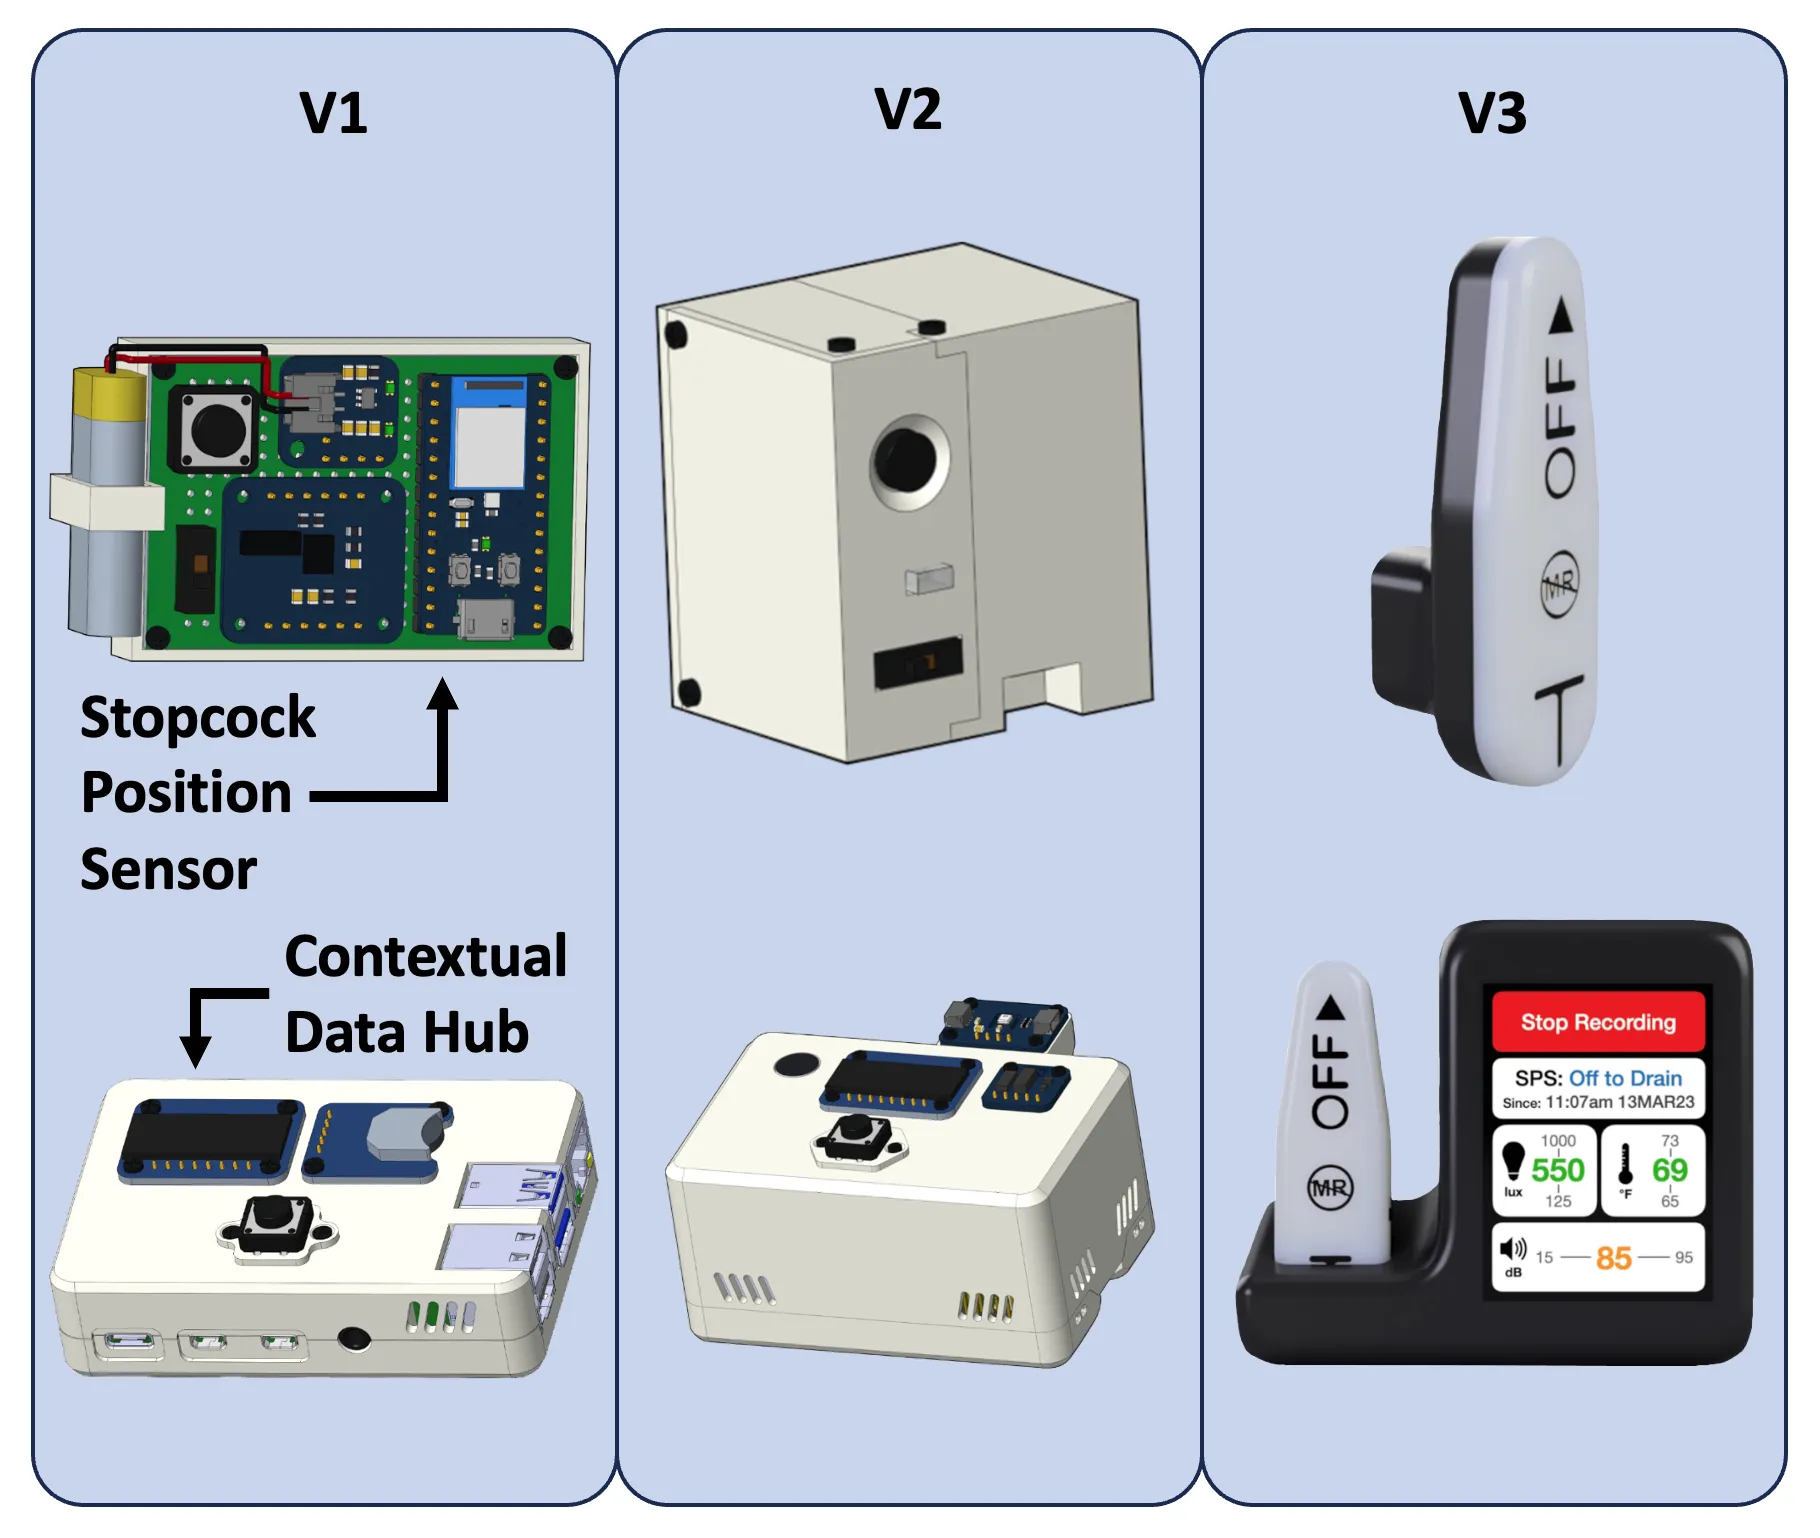 V1
V2
V3
Stopcock
Position
Sensor
Contextual
Data Hub
OFF
MR
T
OFF
MR
Stop Recording
SPS: Off to Drain
Since: 11:07am 13MAR23
1000
550
125
lux
73
69
65
°F
15
85
95
dB